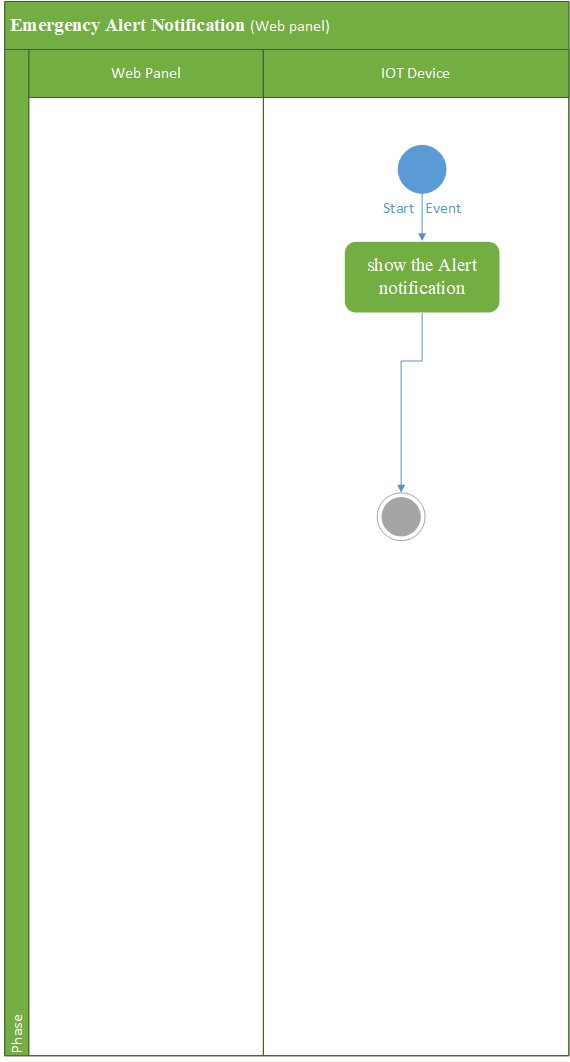 Emergency Alert Notification (Web panel)
Web Panel
IOT Device
Start Event
show the Alert
notification
Phase